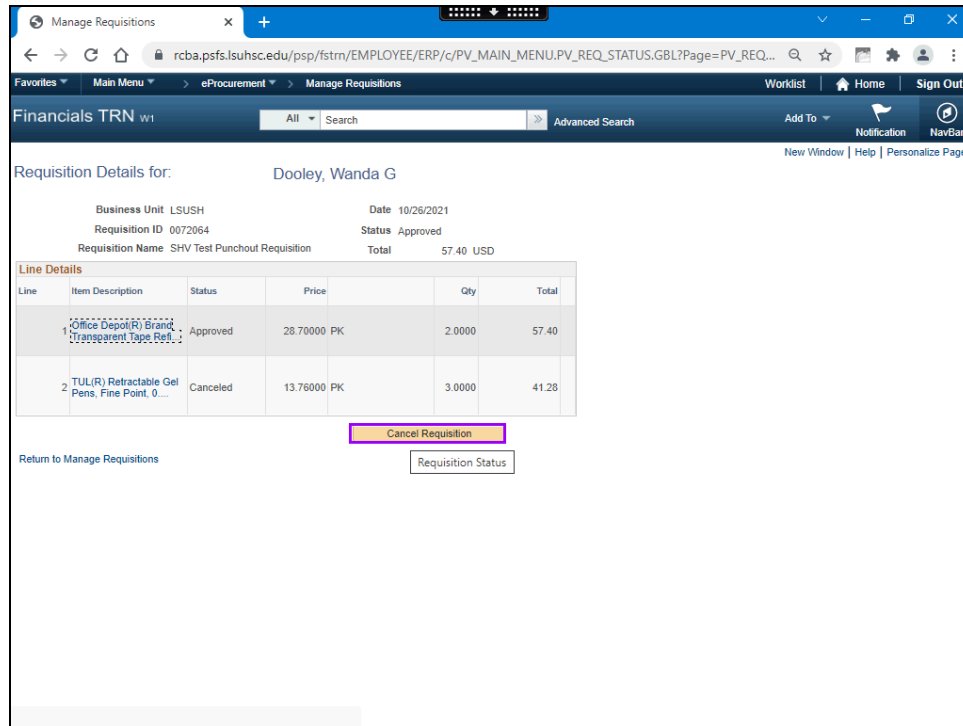 Manage Requisitions
rcba.psfs.lsuhsc.edu/psp/fstrn/EMPLOYEE/ERP/c/PV_MAIN_MENU.PV_REQ_STATUS.GBL?Page=PV_REQ...
Favorites Main Menu > eProcurement > Manage Requisitions Worklist Home Sign Out
Financials TRN W1 All Search Advanced Search Add To Notification NavBar
New Window | Help | Personalize Page
Requisition Details for: Dooley, Wanda G
Business Unit LSUSH Date 10/26/2021
Requisition ID 0072064 Status Approved
Requisition Name SHV Test Punchout Requisition Total 57.40 USD
Line Details
Line Item Description Status Price Qty Total
1 Office Depot(R) Brand Transparent Tape Refi... Approved 28.70000 PK 2.0000 57.40
2 TUL(R) Retractable Gel Pens, Fine Point, 0.... Canceled 13.76000 PK 3.0000 41.28
Cancel Requisition
Return to Manage Requisitions Requisition Status